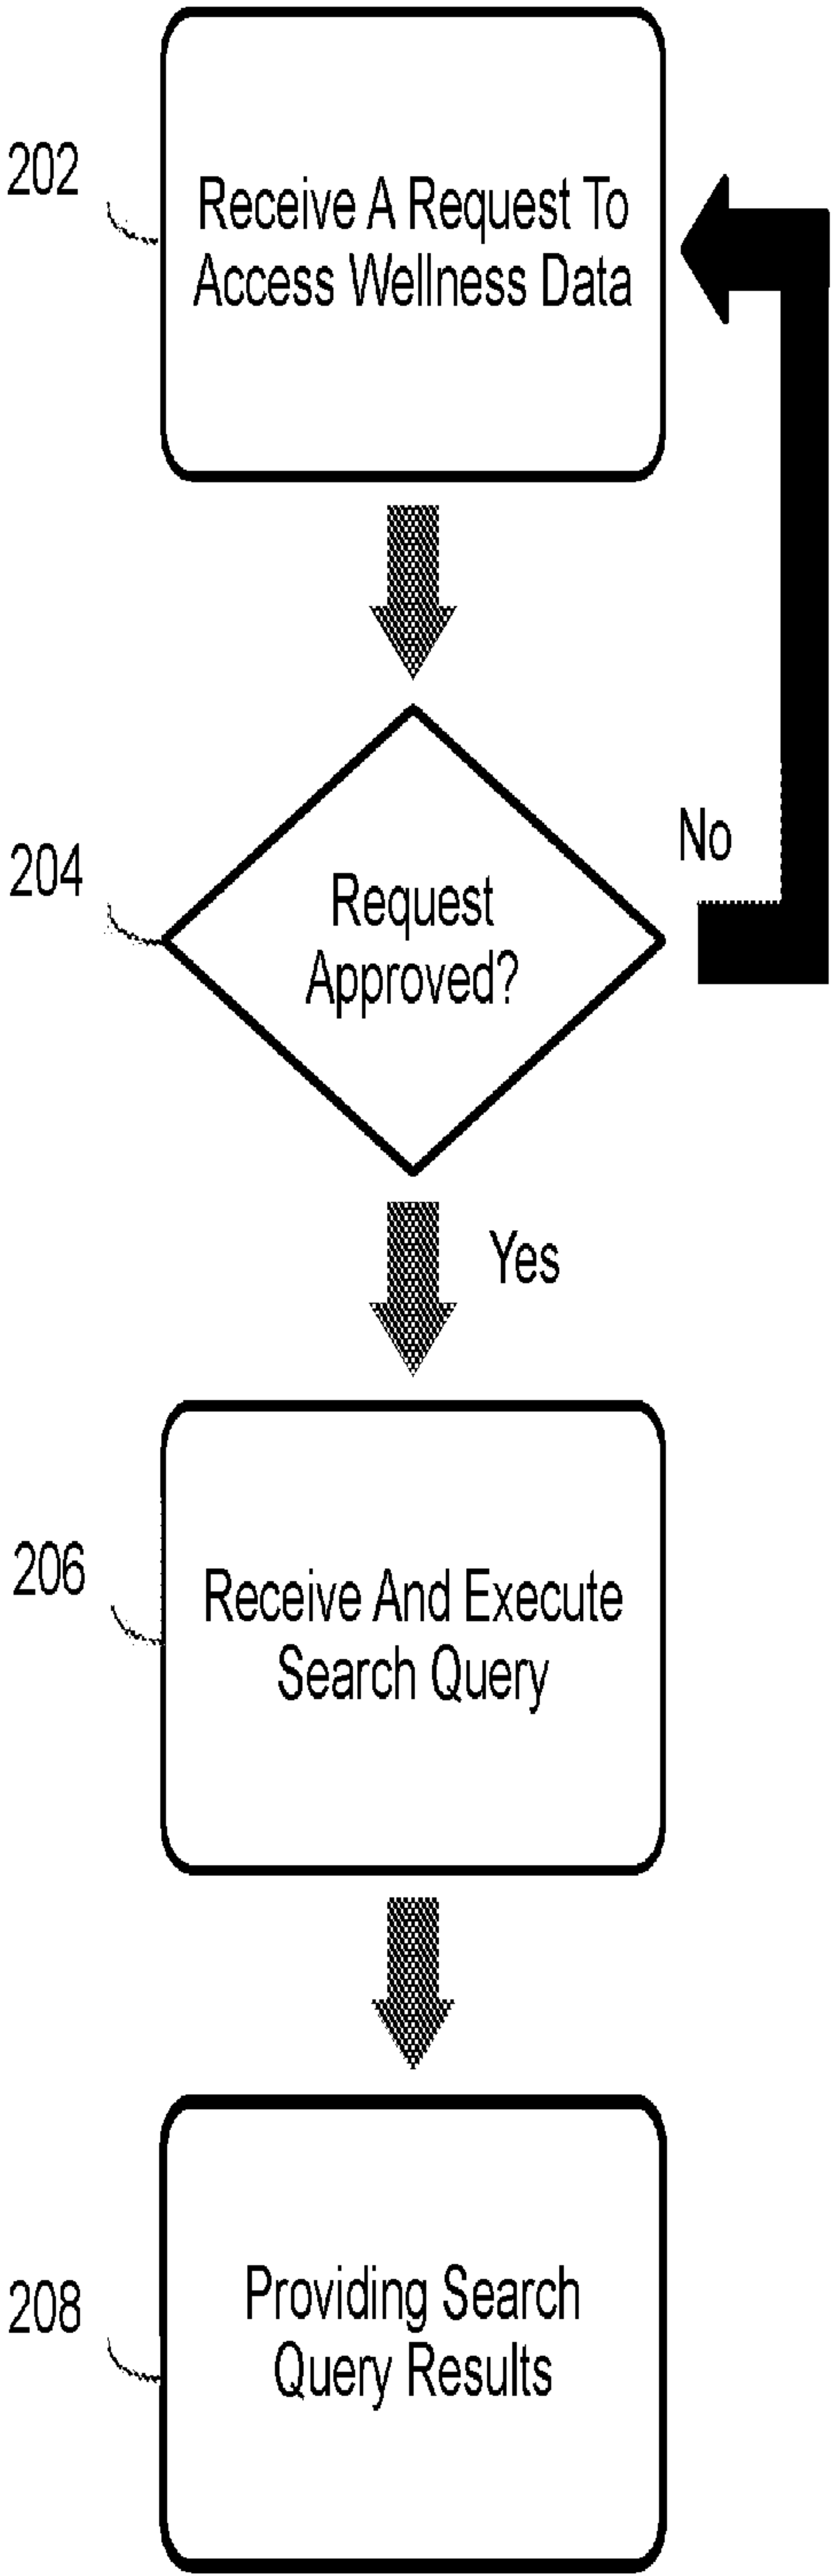 202
Receive A Request To
Access Wellness Data
No
204
Request
Approved?
Yes
206
Receive And Execute
Search Query
208
Providing Search
Query Results